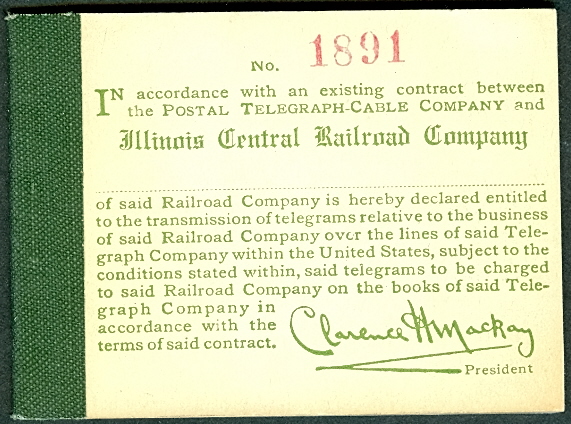 No. 1891
IN accordance with an existing contract between
the POSTAL TELEGRAPH-CABLE COMPANY and
Illinois Central Railroad Company
of said Railroad Company is hereby declared entitled
to the transmission of telegrams relative to the business
of said Railroad Company over the lines of said Tele-
graph Company within the United States, subject to the
conditions stated within, said telegrams to be charged
to said Railroad Company on the books of said Tele-
graph Company in
accordance with the
terms of said contract.
Clarence H Mackay
President